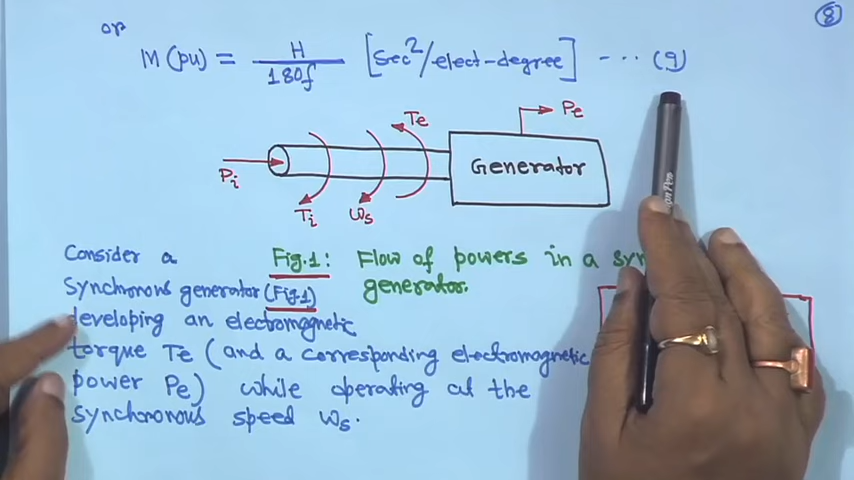 8
or
M(pu) = H / 180f [sec²/elect-degree] --- (9)
Te
Pe
Generator
Pi
Ti
ωs
Consider a
Fig.1: Flow of powers in a syn
synchronous generator (Fig.1)
generator.
developing an electromagnetic
torque Te (and a corresponding electromagnetic
power Pe) while operating at the
synchronous speed ωs.